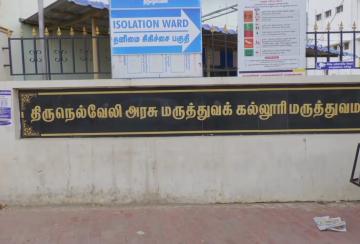 ISOLATION WARD
தனிமை சிகிச்சை பகுதி
திருநெல்வேலி அரசு மருத்துவக் கல்லூரி மருத்துவம